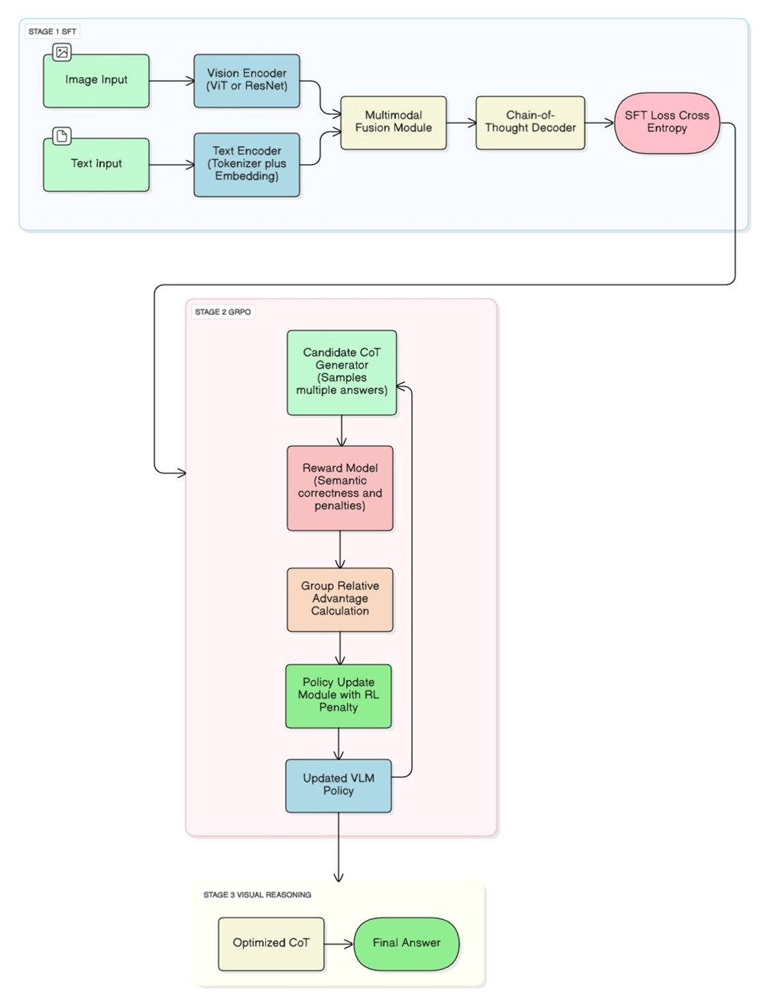 STAGE 1 SFT
Image Input
Vision Encoder
(ViT or ResNet)
Text Input
Text Encoder
(Tokenizer plus
Embedding)
Multimodal
Fusion Module
Chain-of-
Thought Decoder
SFT Loss Cross
Entropy
STAGE 2 GRPO
Candidate CoT
Generator
(Samples
multiple answers)
Reward Model
(Semantic
correctness and
penalties)
Group Relative
Advantage
Calculation
Policy Update
Module with RL
Penalty
Updated VLM
Policy
STAGE 3 VISUAL REASONING
Optimized CoT
Final Answer